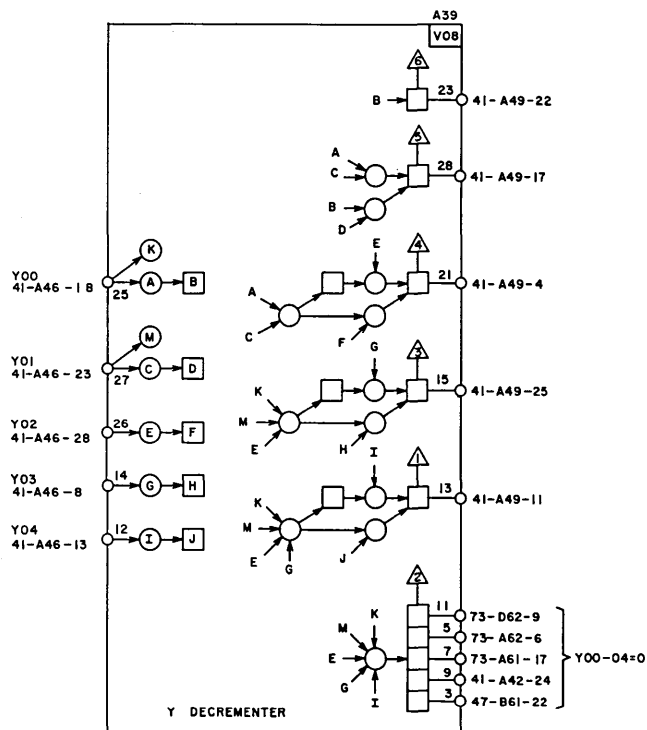 A39
V08
6
B
23
41-A49-22
5
A
C
28
41-A49-17
B
D
K
E
4
Y00
41-A46-18
25
A
B
A
21
41-A49-4
C
F
M
G
3
Y01
41-A46-23
27
C
D
K
15
41-A49-25
M
E
H
Y02
41-A46-28
26
E
F
I
1
Y03
41-A46-8
14
G
H
K
13
41-A49-11
M
E
G
J
Y04
41-A46-13
12
I
J
2
K
M
E
G
I
11
73-D62-9
5
73-A62-6
7
73-A61-17
9
41-A42-24
3
47-B61-22
Y00-04=0
Y DECREMENTER